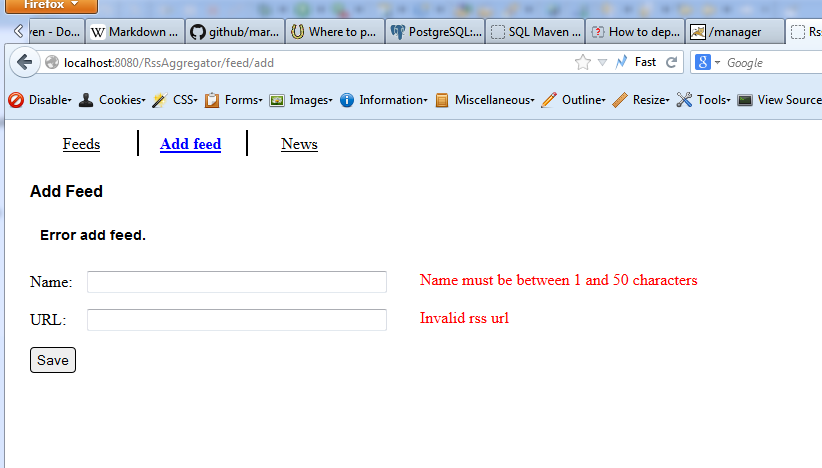 Firefox
ven - Do...
Markdown ...
github/mar...
Where to p...
PostgreSQL:...
SQL Maven ...
How to dep...
/manager
Rs
localhost:8080/RssAggregator/feed/add
Fast
Google
Disable
Cookies
CSS
Forms
Images
Information
Miscellaneous
Outline
Resize
Tools
View Source
Feeds
Add feed
News
Add Feed
Error add feed.
Name:
Name must be between 1 and 50 characters
URL:
Invalid rss url
Save